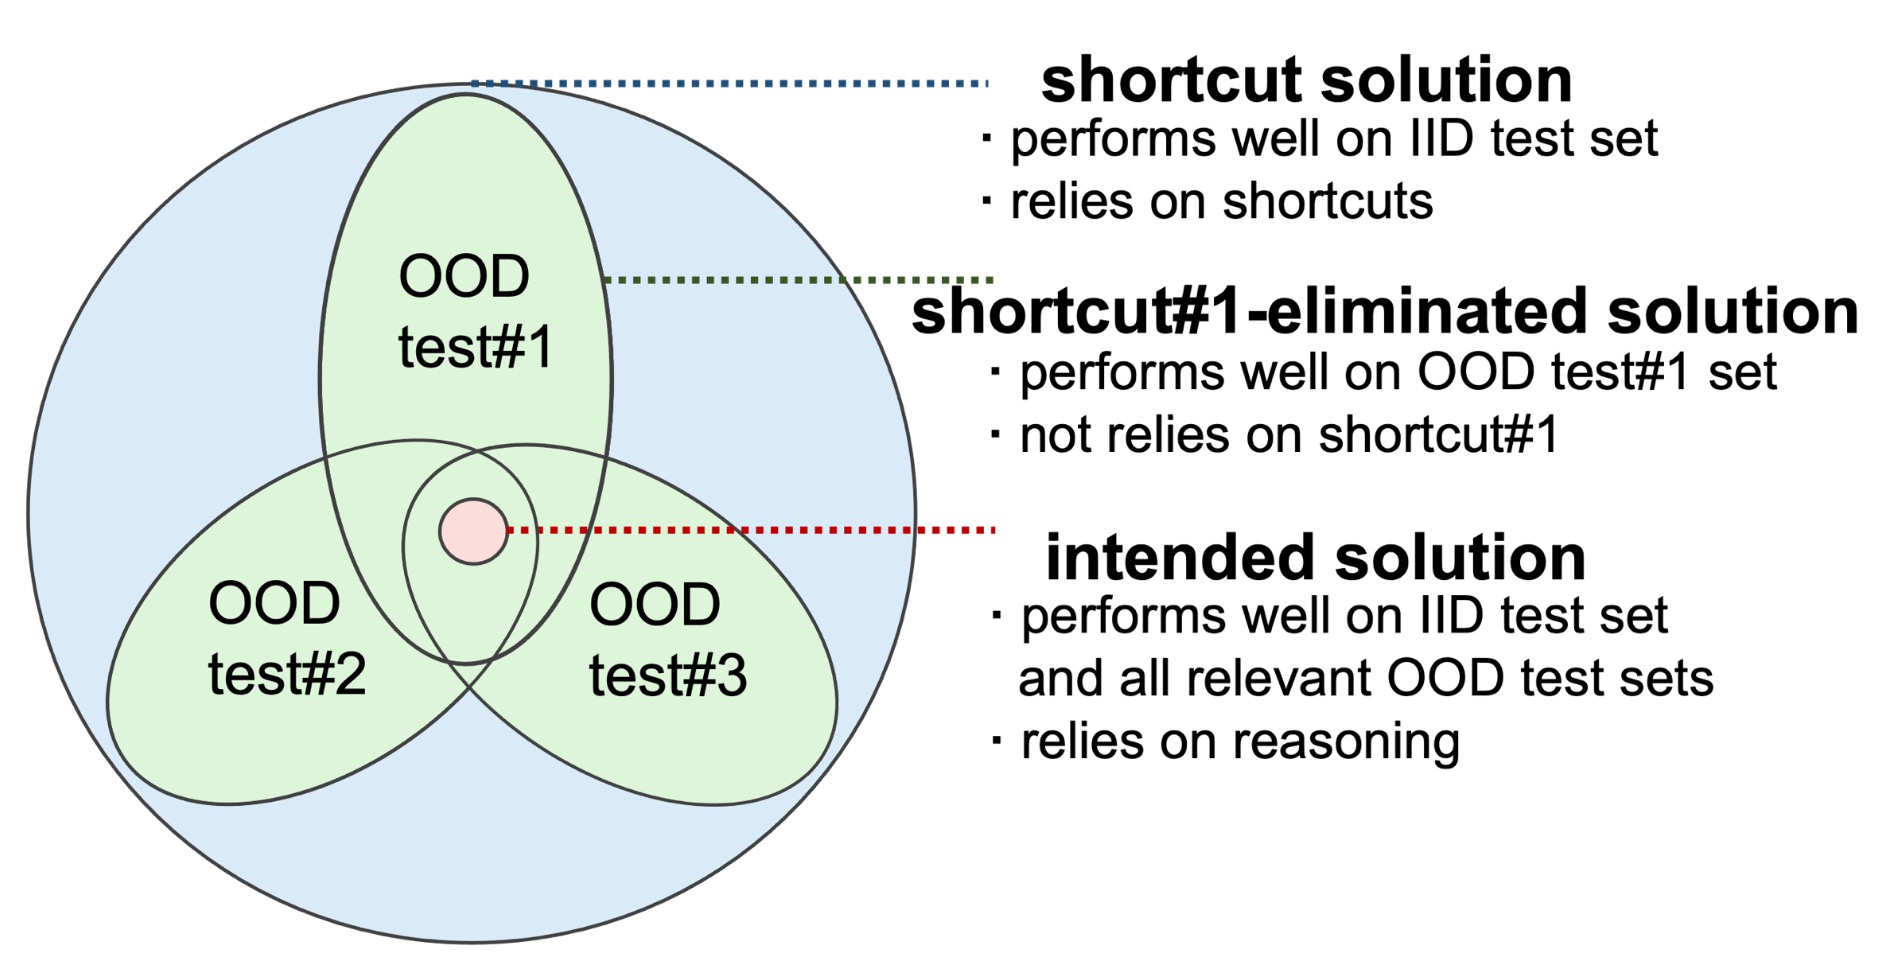 shortcut solution
· performs well on IID test set
· relies on shortcuts
OOD
test#1
shortcut#1-eliminated solution
· performs well on OOD test#1 set
· not relies on shortcut#1
intended solution
· performs well on IID test set
and all relevant OOD test sets
· relies on reasoning
OOD
test#2
OOD
test#3